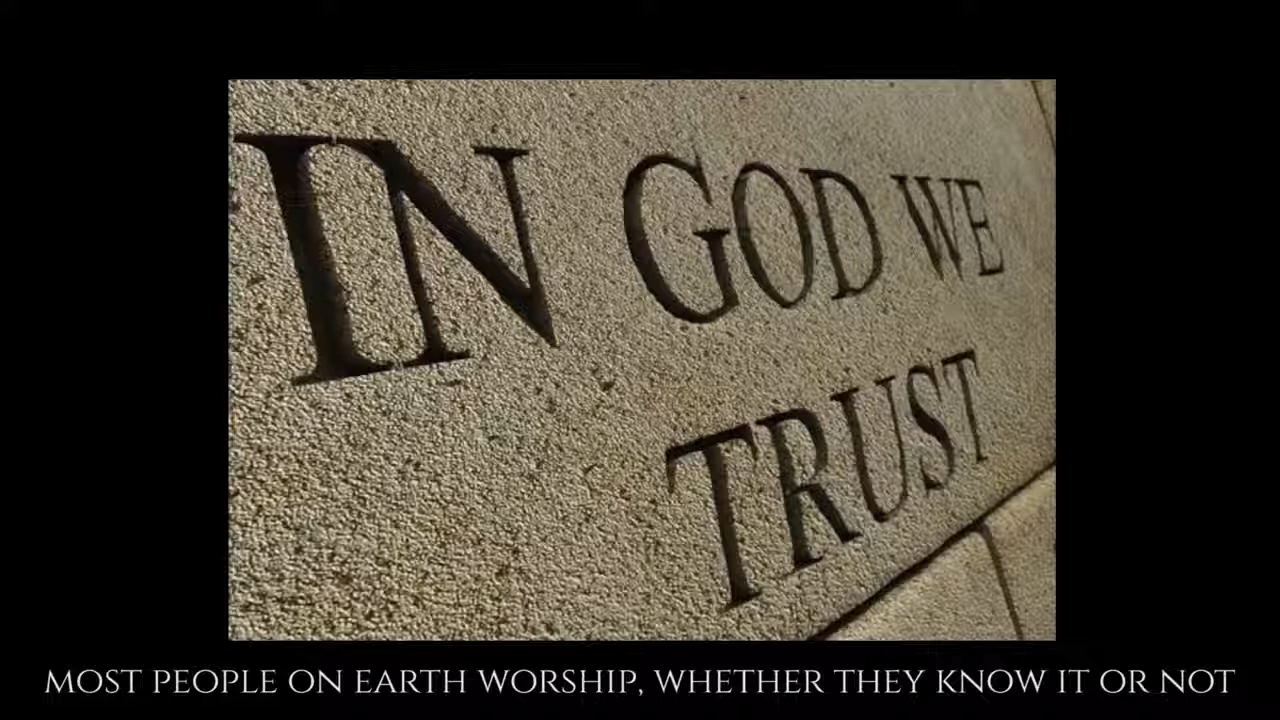 IN GOD WE
TRUST
MOST PEOPLE ON EARTH WORSHIP, WHETHER THEY KNOW IT OR NOT